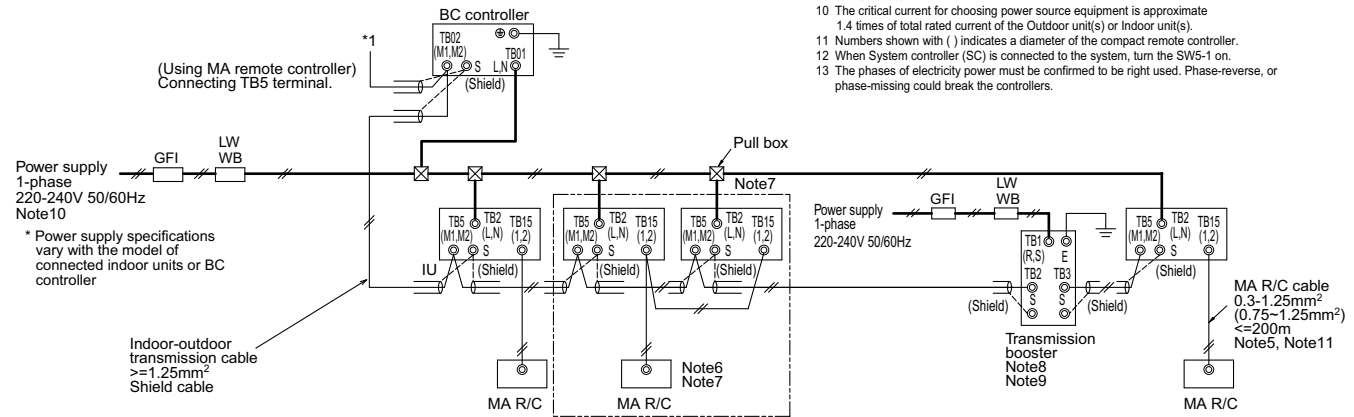 BC controller
TB02
(M1,M2)
S
TB01
L,N
(Shield)
*1
(Using MA remote controller)
Connecting TB5 terminal.
10 The critical current for choosing power source equipment is approximate
1.4 times of total rated current of the Outdoor unit(s) or Indoor unit(s).
11 Numbers shown with ( ) indicates a diameter of the compact remote controller.
12 When System controller (SC) is connected to the system, turn the SW5-1 on.
13 The phases of electricity power must be confirmed to be right used. Phase-reverse, or
phase-missing could break the controllers.
Power supply
1-phase
220-240V 50/60Hz
Note10
* Power supply specifications
vary with the model of
connected indoor units or BC
controller
GFI
LW
WB
Pull box
Note7
IU
TB5
(M1,M2)
TB2
(L,N)
TB15
(1,2)
S
(Shield)
TB5
(M1,M2)
TB2
(L,N)
TB15
(1,2)
S
(Shield)
TB5
(M1,M2)
TB2
(L,N)
TB15
(1,2)
S
(Shield)
Power supply
1-phase
220-240V 50/60Hz
GFI
LW
WB
TB1
(R,S)
E
TB2
S
TB3
S
(Shield)
(Shield)
Transmission
booster
Note8
Note9
TB5
(M1,M2)
TB2
(L,N)
TB15
(1,2)
S
(Shield)
MA R/C cable
0.3-1.25mm²
(0.75~1.25mm²)
<=200m
Note5, Note11
Indoor-outdoor
transmission cable
>=1.25mm²
Shield cable
MA R/C
MA R/C
Note6
Note7
MA R/C